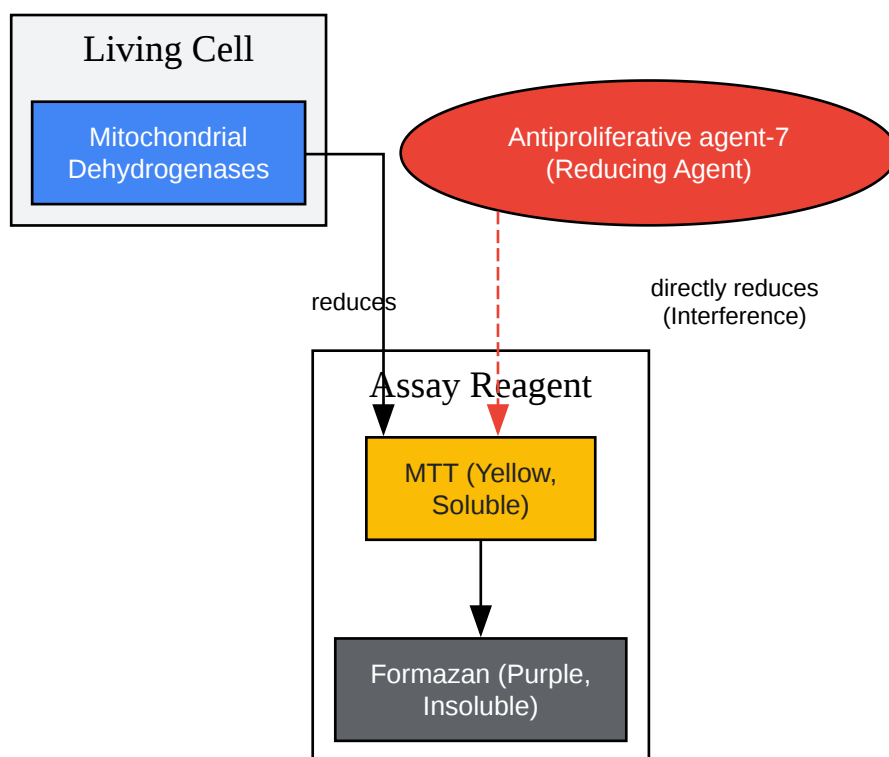 Living Cell
Mitochondrial
Dehydrogenases
Antiproliferative agent-7
(Reducing Agent)
reduces
directly reduces
(Interference)
Assay Reagent
MTT (Yellow,
Soluble)
Formazan (Purple,
Insoluble)